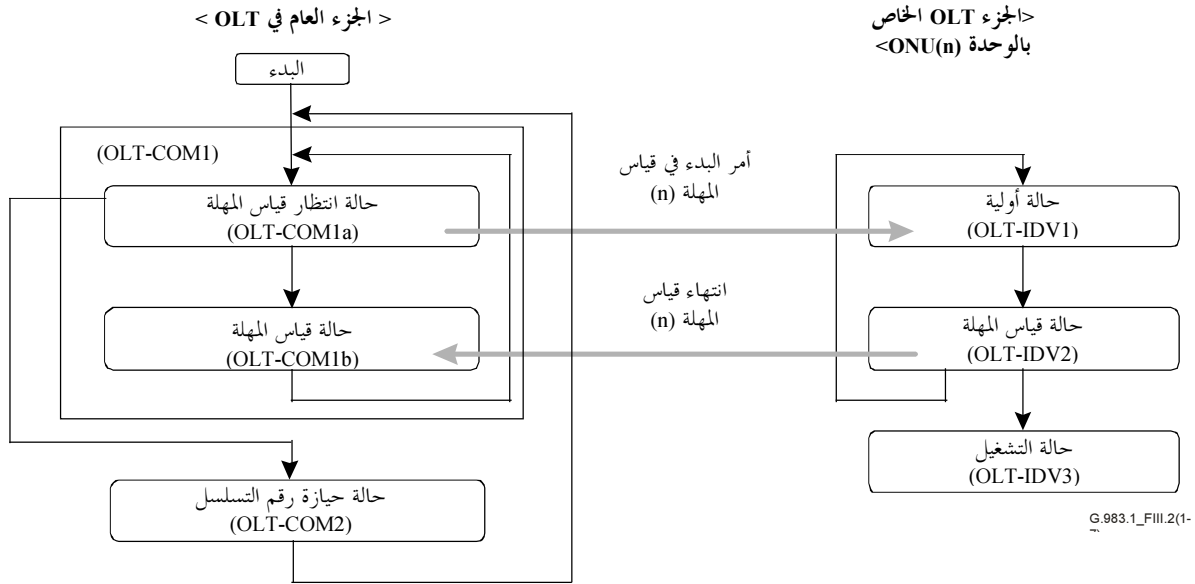 < الجزء العام في OLT >
البدء
(OLT-COM1)
حالة انتظار قياس المهلة
(OLT-COM1a)
حالة قياس المهلة
(OLT-COM1b)
حالة حيازة رقم التسلسل
(OLT-COM2)
أمر البدء في قياس
المهلة (n)
انتهاء قياس
المهلة (n)
<الجزء OLT الخاص
بالوحدة ONU(n)>
حالة أولية
(OLT-IDV1)
حالة قياس المهلة
(OLT-IDV2)
حالة التشغيل
(OLT-IDV3)
G.983.1_FIII.2(1-